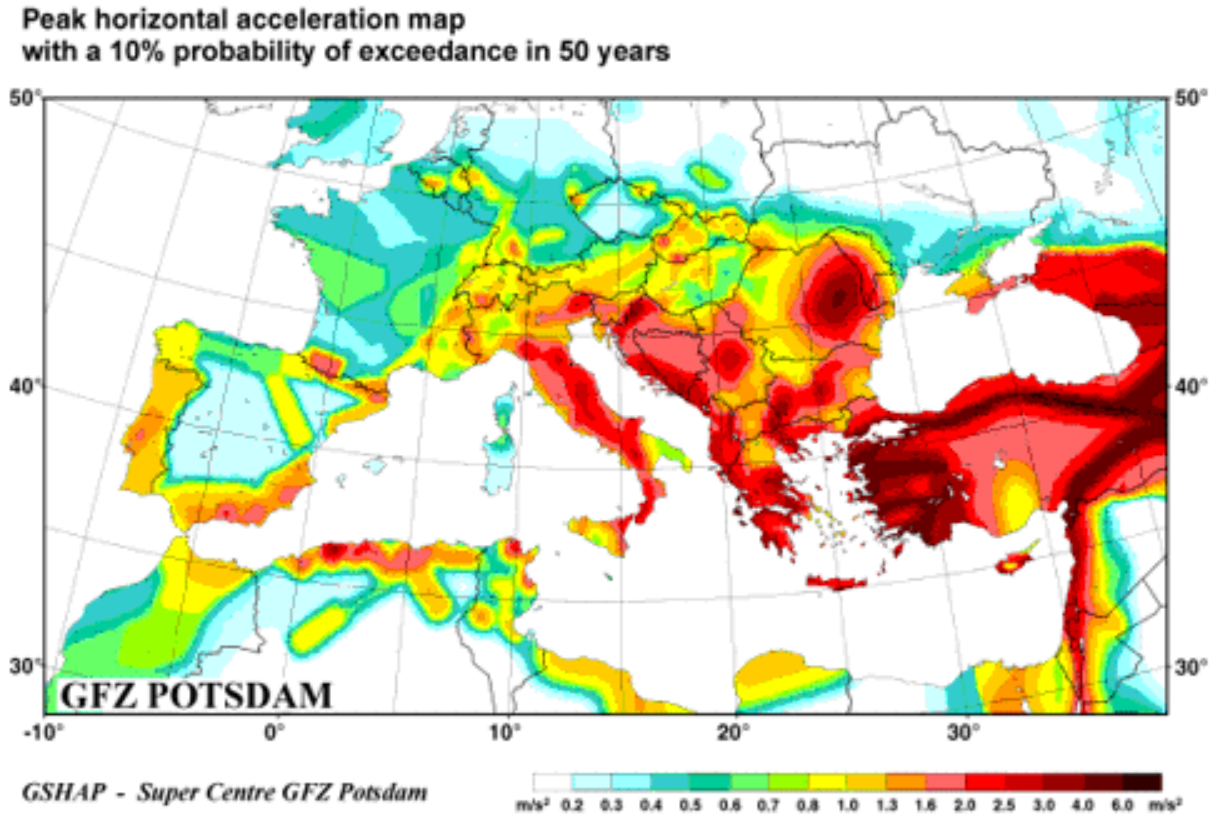 Peak horizontal acceleration map
with a 10% probability of exceedance in 50 years
50° 50°
40° 40°
30° 30°
GFZ POTSDAM
-10° 0° 10° 20° 30°
GSHAP - Super Centre GFZ Potsdam
m/s² 0.2 0.3 0.4 0.5 0.6 0.7 0.8 1.0 1.3 1.6 2.0 2.5 3.0 4.0 6.0 m/s²